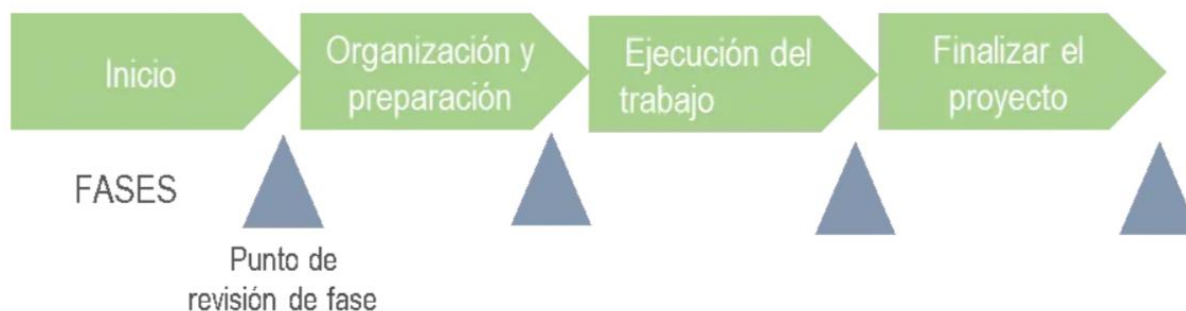 Inicio
Organización y
preparación
Ejecución del
trabajo
Finalizar el
proyecto
FASES
Punto de
revisión de fase